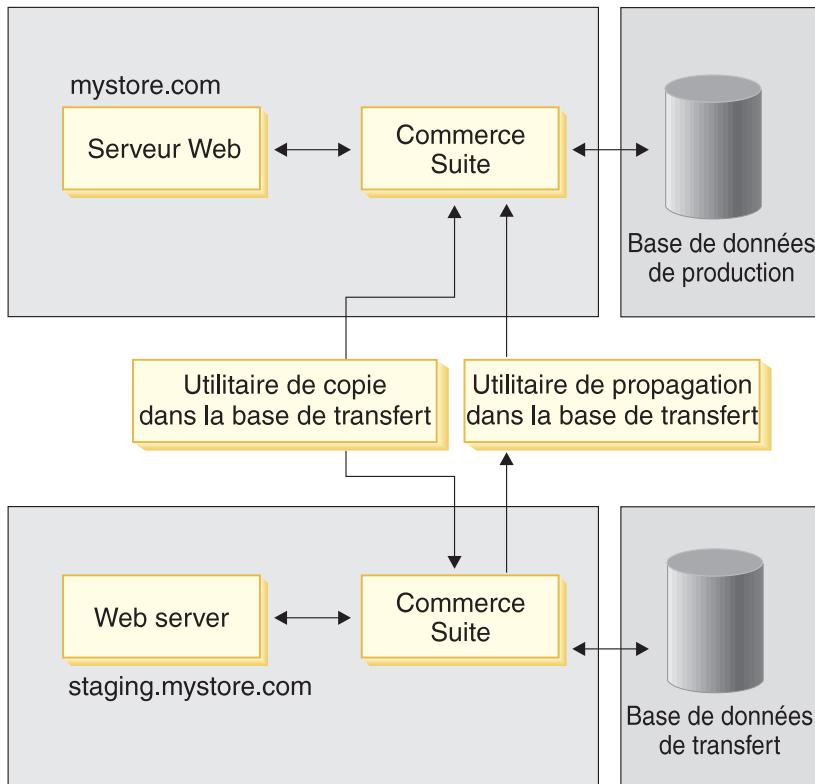 mystore.com
Serveur Web
Commerce
Suite
Base de données
de production
Utilitaire de copie
dans la base de transfert
Utilitaire de propagation
dans la base de transfert
Web server
Commerce
Suite
staging.mystore.com
Base de données
de transfert